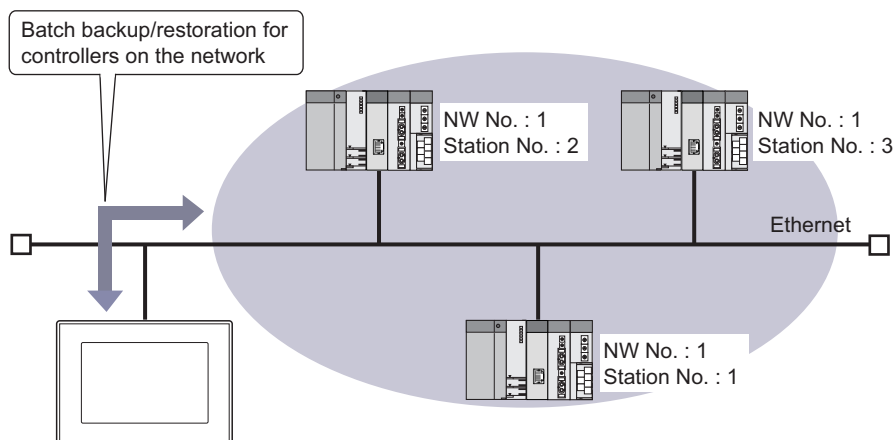 Batch backup/restoration for
controllers on the network
NW No. : 1
Station No. : 2
NW No. : 1
Station No. : 3
Ethernet
NW No. : 1
Station No. : 1